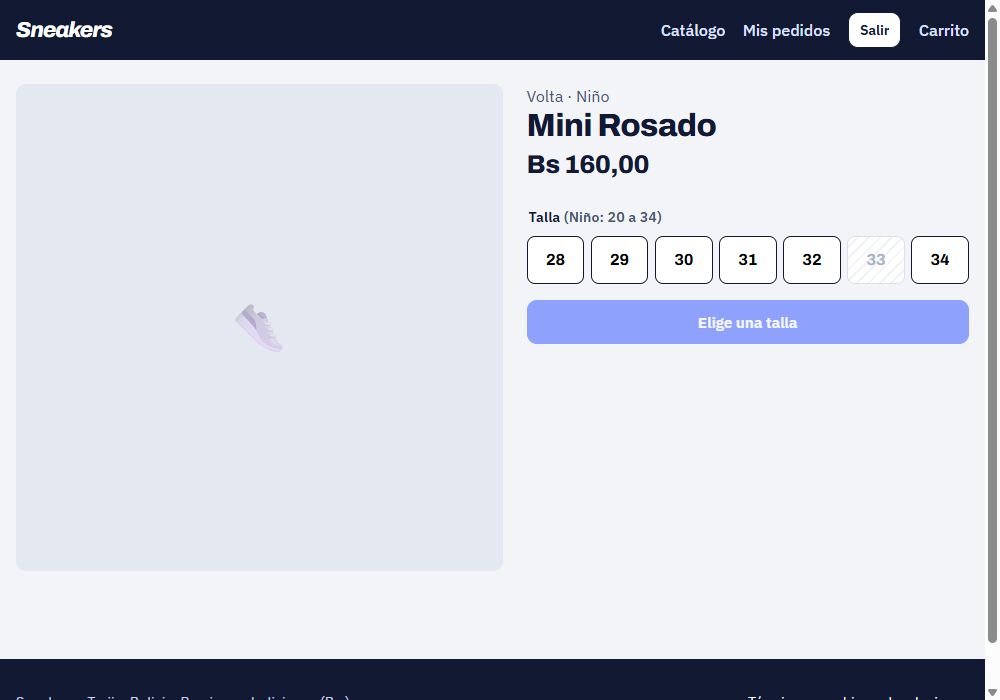 Sneakers
Catálogo Mis pedidos Salir Carrito
Volta · Niño
Mini Rosado
Bs 160,00
Talla (Niño: 20 a 34)
28 29 30 31 32 33 34
Elige una talla